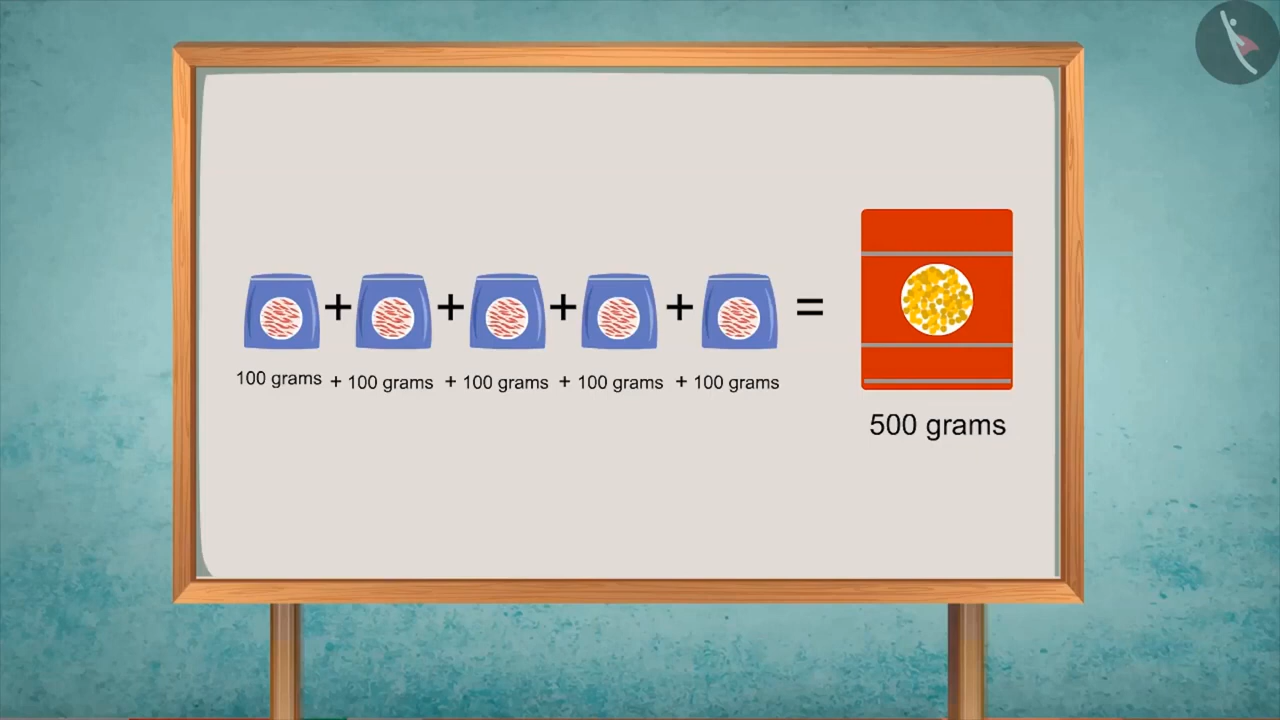 + + + + =
100 grams + 100 grams + 100 grams + 100 grams + 100 grams
500 grams